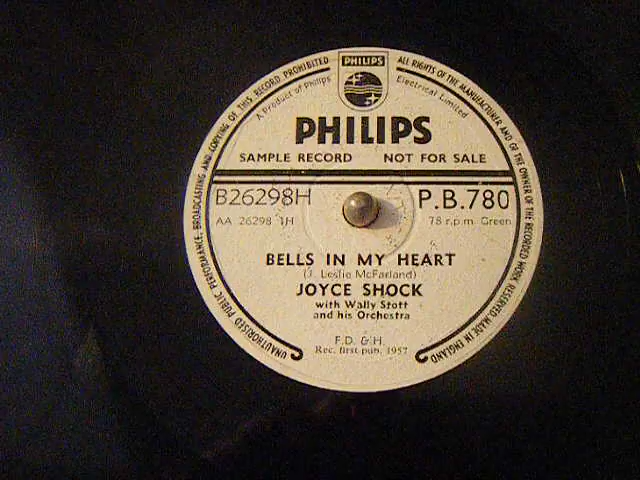 PHILIPS
UNAUTHORISED PUBLIC PERFORMANCE, BROADCASTING AND COPYING OF THIS RECORD PROHIBITED
ALL RIGHTS OF THE MANUFACTURER AND OF THE OWNER OF THE RECORDED WORK RESERVED MADE IN ENGLAND
A Product of Philips Electrical Limited
PHILIPS
SAMPLE RECORD NOT FOR SALE
B26298H P.B.780
AA 26298 1H 78 r.p.m. Green
BELLS IN MY HEART
(J. Leslie McFarland)
JOYCE SHOCK
with Wally Stott
and his Orchestra
F.D. & H.
Rec. first pub. 1957